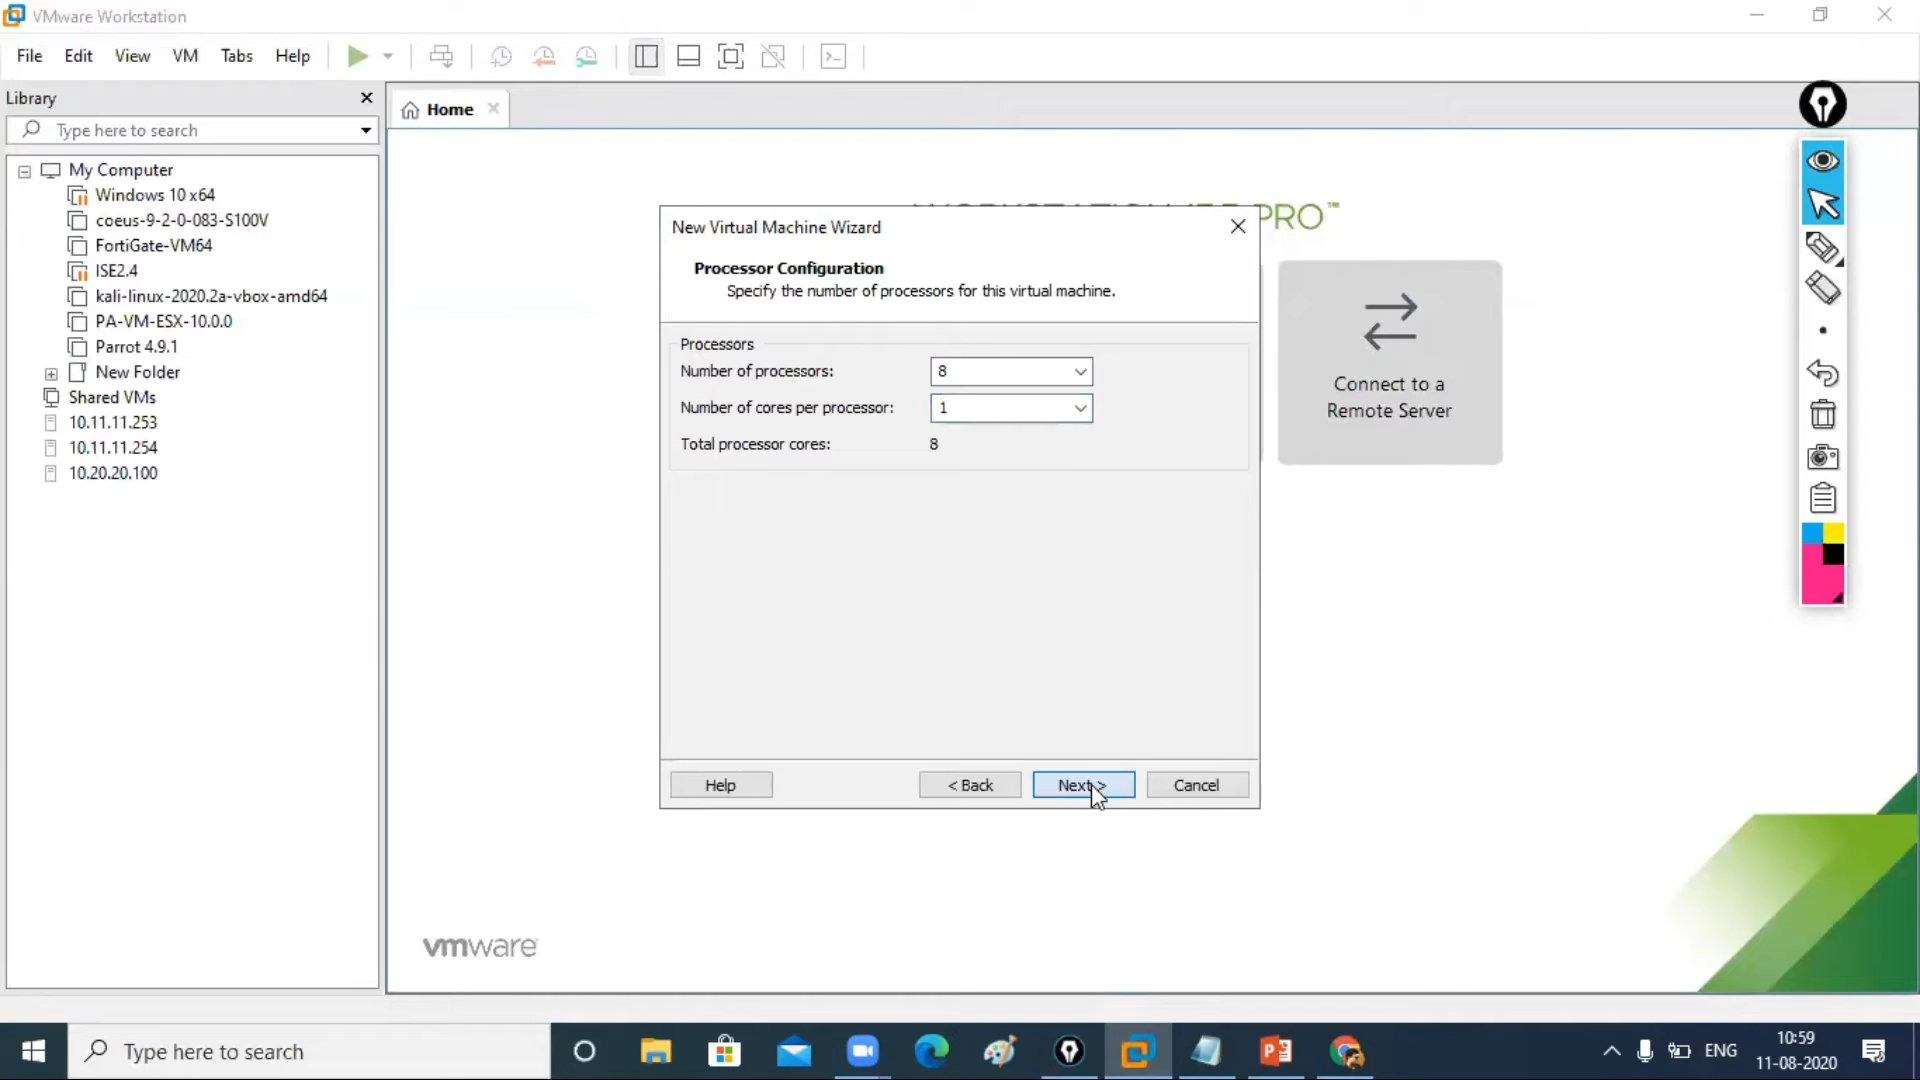 VMware Workstation
File Edit View VM Tabs Help
Library
Type here to search
Home
My Computer
Windows 10 x64
coeus-9-2-0-083-S100V
FortiGate-VM64
ISE2.4
kali-linux-2020.2a-vbox-amd64
PA-VM-ESX-10.0.0
Parrot 4.9.1
New Folder
Shared VMs
10.11.11.253
10.11.11.254
10.20.20.100
PRO™
New Virtual Machine Wizard
Processor Configuration
Specify the number of processors for this virtual machine.
Processors
Number of processors: 8
Number of cores per processor: 1
Total processor cores: 8
Help < Back Next > Cancel
Connect to a
Remote Server
vmware
Type here to search
ENG
10:59
11-08-2020